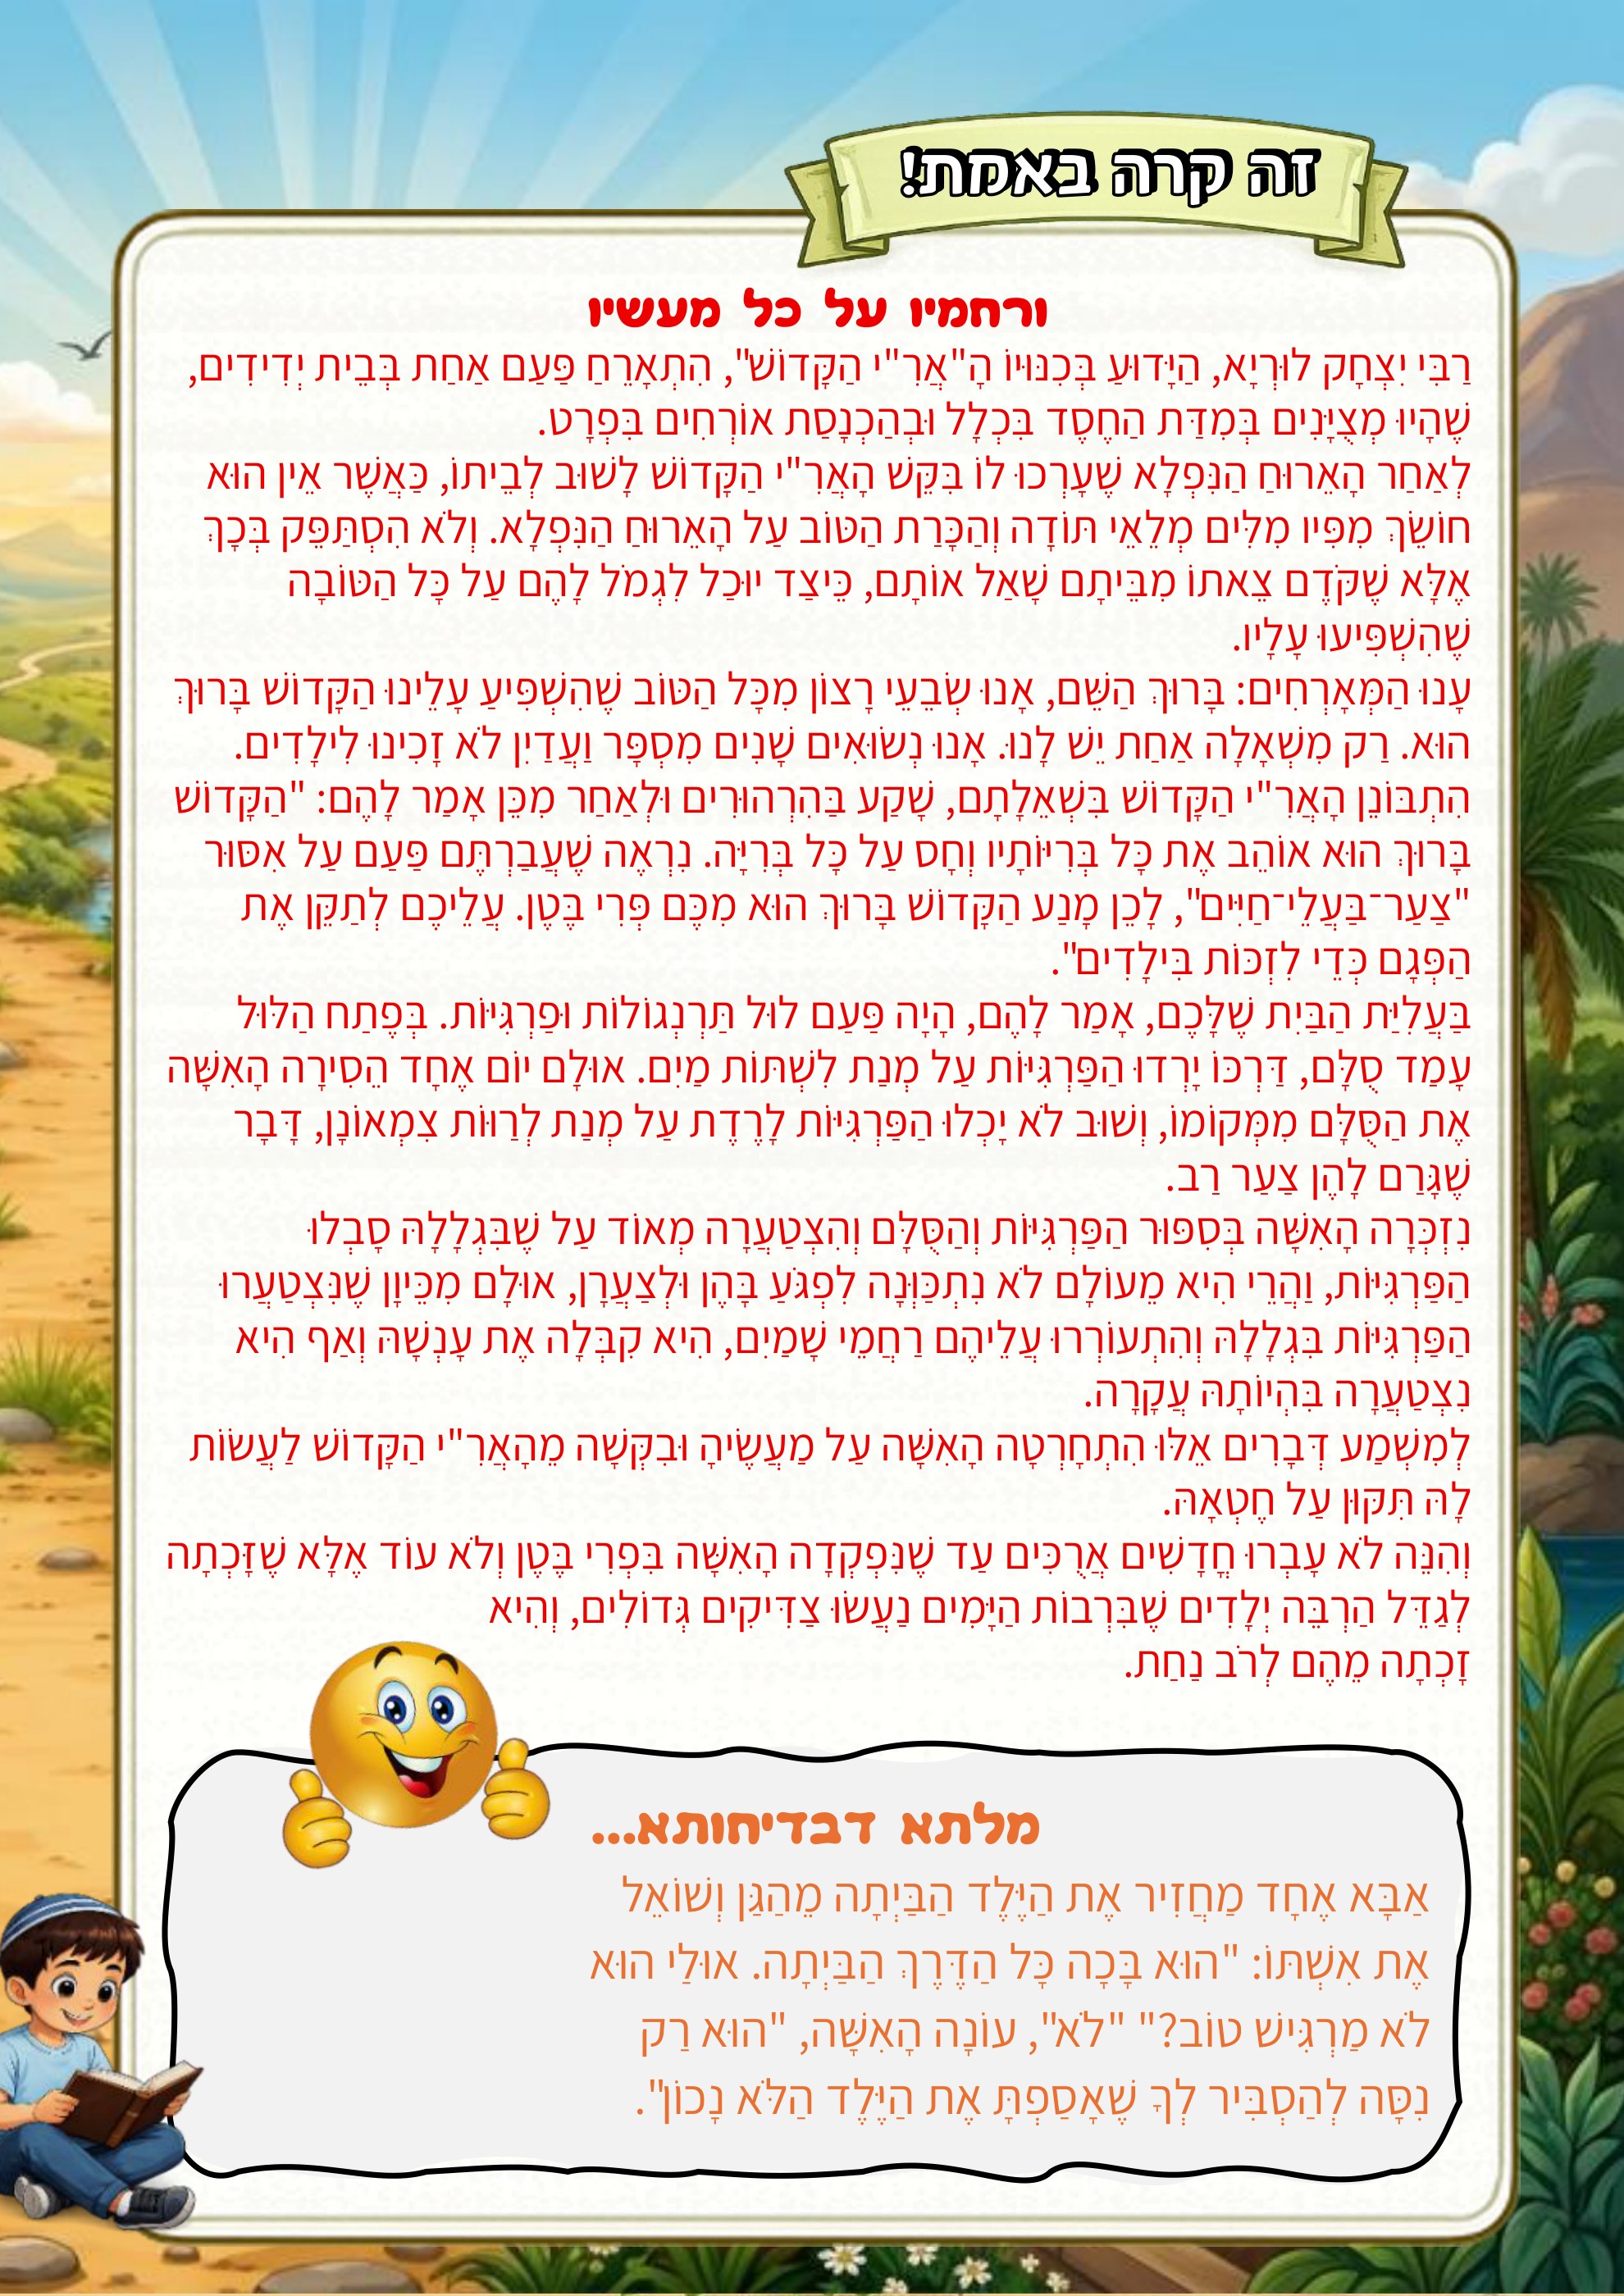 זה קרה באמת!
ורחמיו על כל מעשיו
רַבִּי יִצְחָק לוּרְיָא, הַיָּדוּעַ בְּכִנּוּיוֹ הָ"אֲרִ"י הַקָּדוֹשׁ", הִתְאָרֵחַ פַּעַם אַחַת בְּבֵית יְדִידִים,
שֶׁהָיוּ מְצֻיָּנִים בְּמִדַּת הַחֶסֶד בִּכְלָל וּבְהַכְנָסַת אוֹרְחִים בִּפְרָט.
לְאַחַר הָאֲרוּחַ הַנִּפְלָא שֶׁעָרְכוּ לוֹ בִּקֵּשׁ הָאֲרִ"י הַקָּדוֹשׁ לָשׁוּב לְבֵיתוֹ, כַּאֲשֶׁר אֵין הוּא
חוֹשֵׂךְ מִפִּיו מִלִּים מְלֵאֵי תּוֹדָה וְהַכָּרַת הַטּוֹב עַל הָאֵרוּחַ הַנִּפְלָא. וְלֹא הִסְתַּפֵּק בְּכָךְ
אֶלָּא שֶׁקֹּדֶם צֵאתוֹ מִבֵּיתָם שָׁאַל אוֹתָם, כֵּיצַד יוּכַל לִגְמֹל לָהֶם עַל כָּל הַטּוֹבָה
שֶׁהִשְׁפִּיעוּ עָלָיו.
עָנוּ הַמְּאָרְחִים: בָּרוּךְ הַשֵּׁם, אָנוּ שְׂבֵעֵי רָצוֹן מִכָּל הַטּוֹב שֶׁהִשְׁפִּיעַ עָלֵינוּ הַקָּדוֹשׁ בָּרוּךְ
הוּא. רַק מִשְׁאָלָה אַחַת יֵשׁ לָנוּ. אָנוּ נְשׂוּאִים שָׁנִים מִסְפָּר וַעֲדַיִן לֹא זָכִינוּ לִילָדִים.
הִתְבּוֹנֵן הָאֲרִ"י הַקָּדוֹשׁ בִּשְׁאֵלָתָם, שָׁקַע בַּהִרְהוּרִים וּלְאַחַר מִכֵּן אָמַר לָהֶם: "הַקָּדוֹשׁ
בָּרוּךְ הוּא אוֹהֵב אֶת כָּל בְּרִיּוֹתָיו וְחָס עַל כָּל בְּרִיָּה. נִרְאֶה שֶׁעֲבַרְתֶּם פַּעַם עַל אִסּוּר
"צַעַר־בַּעֲלֵי־חַיִּים", לָכֵן מָנַע הַקָּדוֹשׁ בָּרוּךְ הוּא מִכֶּם פְּרִי בֶּטֶן. עֲלֵיכֶם לְתַקֵּן אֶת
הַפְּגָם כְּדֵי לִזְכּוֹת בִּילָדִים".
בַּעֲלִיַּת הַבַּיִת שֶׁלָּכֶם, אָמַר לָהֶם, הָיָה פַּעַם לוּל תַּרְנְגוֹלוֹת וּפַרְגִּיּוֹת. בְּפֶתַח הַלּוּל
עָמַד סֻלָּם, דַּרְכּוֹ יָרְדוּ הַפַּרְגִּיּוֹת עַל מְנַת לִשְׁתּוֹת מַיִם. אוּלָם יוֹם אֶחָד הֵסִירָה הָאִשָּׁה
אֶת הַסֻּלָּם מִמְּקוֹמוֹ, וְשׁוּב לֹא יָכְלוּ הַפַּרְגִּיּוֹת לָרֶדֶת עַל מְנַת לְרַוּוֹת צִמְאוֹנָן, דָּבָר
שֶׁגָּרַם לָהֶן צַעַר רַב.
נִזְכְּרָה הָאִשָּׁה בְּסִפּוּר הַפַּרְגִּיּוֹת וְהַסֻּלָּם וְהִצְטַעֲרָה מְאוֹד עַל שֶׁבִּגְלָלָהּ סָבְלוּ
הַפַּרְגִּיּוֹת, וַהֲרֵי הִיא מֵעוֹלָם לֹא נִתְכַּוְּנָה לִפְגֹּעַ בָּהֶן וּלְצַעֲרָן, אוּלָם מִכֵּיוָן שֶׁנִּצְטַעֲרוּ
הַפַּרְגִּיּוֹת בִּגְלָלָהּ וְהִתְעוֹרְרוּ עֲלֵיהֶם רַחֲמֵי שָׁמַיִם, הִיא קִבְּלָה אֶת עָנְשָׁהּ וְאַף הִיא
נִצְטַעֲרָה בִּהְיוֹתָהּ עֲקָרָה.
לְמִשְׁמַע דְּבָרִים אֵלּוּ הִתְחָרְטָה הָאִשָּׁה עַל מַעֲשֶׂיהָ וּבִקְּשָׁה מֵהָאֲרִ"י הַקָּדוֹשׁ לַעֲשׂוֹת
לָהּ תִּקּוּן עַל חֶטְאָהּ.
וְהִנֵּה לֹא עָבְרוּ חֳדָשִׁים אֲרֻכִּים עַד שֶׁנִּפְקְדָה הָאִשָּׁה בִּפְרִי בֶּטֶן וְלֹא עוֹד אֶלָּא שֶׁזָּכְתָה
לְגַדֵּל הַרְבֵּה יְלָדִים שֶׁבִּרְבוֹת הַיָּמִים נַעֲשׂוּ צַדִּיקִים גְּדוֹלִים, וְהִיא
זָכְתָה מֵהֶם לְרֹב נַחַת.
מלתא דבדיחותא...
אַבָּא אֶחָד מַחֲזִיר אֶת הַיֶּלֶד הַבַּיְתָה מֵהַגַּן וְשׁוֹאֵל
אֶת אִשְׁתּוֹ: "הוּא בָּכָה כָּל הַדֶּרֶךְ הַבַּיְתָה. אוּלַי הוּא
לֹא מַרְגִּישׁ טוֹב?" "לֹא", עוֹנָה הָאִשָּׁה, "הוּא רַק
נִסָּה לְהַסְבִּיר לְךָ שֶׁאָסַפְתָּ אֶת הַיֶּלֶד הַלֹּא נָכוֹן".